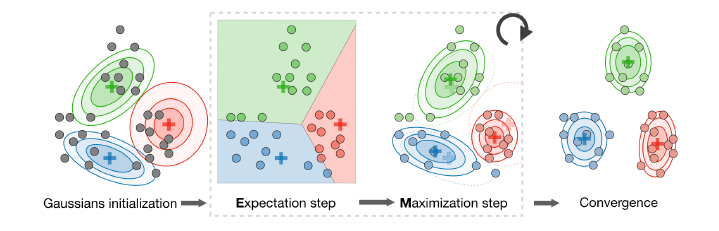 Gaussians initialization
Expectation step
Maximization step
Convergence